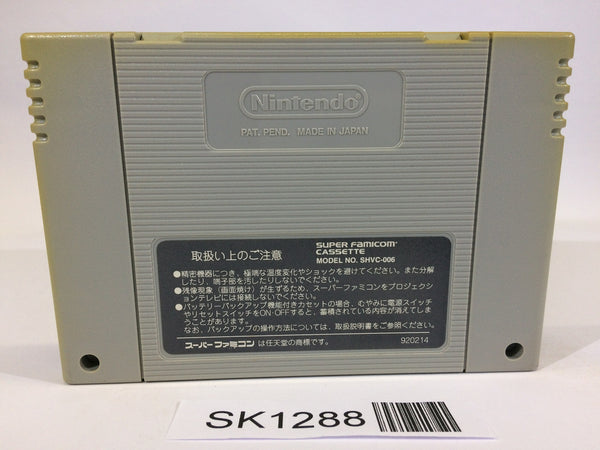 Nintendo
PAT. PEND. MADE IN JAPAN
取扱い上のご注意
SUPER FAMICOM
CASSETTE
MODEL NO. SHVC-006
●精密機器につき、極端な温度変化やショックを避けてください。また分解
したり、端子部を汚したりしないでください。
●残像現象(画面焼け)が生ずるため、スーパーファミコンをプロジェクシ
ョンテレビには接続しないでください。
●バッテリーバックアップ機能付きカセットの場合、むやみに電源スイッチ
やリセットスイッチをON・OFFすると、蓄積されている内容が消えてしま
うことがあります。
なお、バックアップの操作方法については、取扱説明書をご参照ください。
スーパーファミコン は任天堂の商標です。
920214
SK1288